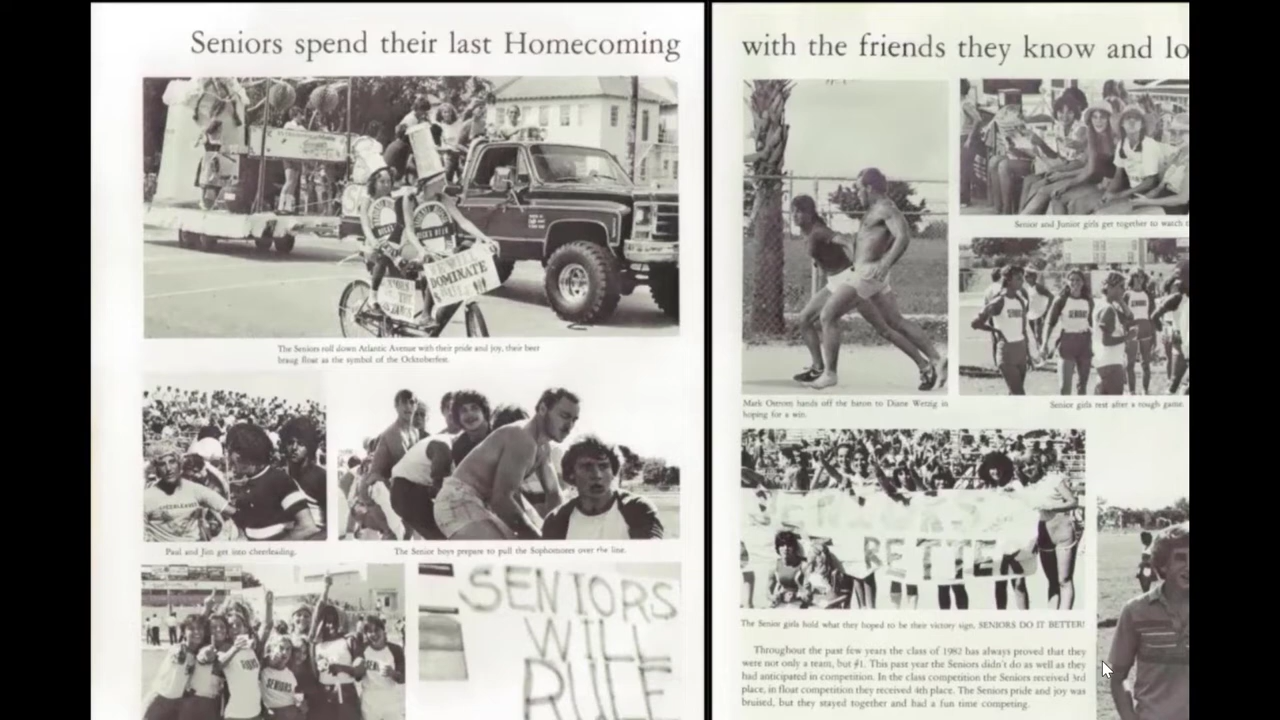 Seniors spend their last Homecoming
with the friends they know and lo
DOMINATE
The Seniors roll down Atlantic Avenue with their pride and joy, their beer
braug float as the symbol of the Ocktoberfest.
Paul and Jim get into cheerleading.
The Senior boys prepare to pull the Sophomores over the line.
SENIORS
SENIORS
WILL
RULE
Senior and Junior girls get together to watch t
Mark Ostrom hands off the baton to Diane Wettig in
hoping for a win.
Senior girls rest after a rough game.
BETTE
The Senior girls hold what they hoped to be their victory sign, SENIORS DO IT BETTER!
Throughout the past few years the class of 1982 has always proved that they
were not only a team, but #1. This past year the Seniors didn't do as well as they
had anticipated in competition. In the class competition the Seniors received 3rd
place, in float competition they received 4th place. The Seniors pride and joy was
bruised, but they stayed together and had a fun time competing.